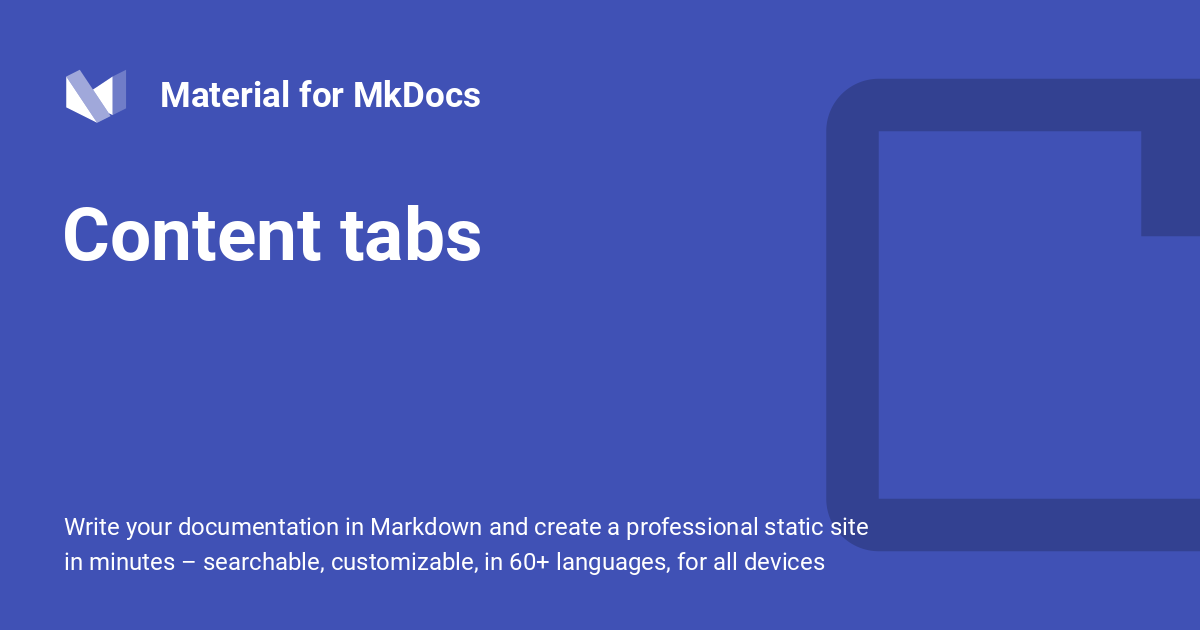 Material for MkDocs
Content tabs
Write your documentation in Markdown and create a professional static site
in minutes – searchable, customizable, in 60+ languages, for all devices